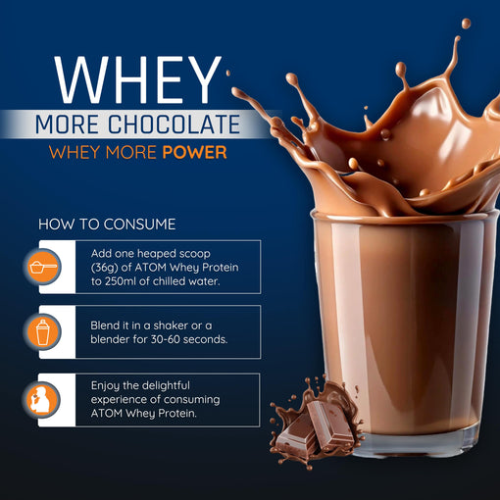 WHEY
MORE CHOCOLATE
WHEY MORE POWER
HOW TO CONSUME
Add one heaped scoop
(36g) of ATOM Whey Protein
to 250ml of chilled water.
Blend it in a shaker or a
blender for 30-60 seconds.
Enjoy the delightful
experience of consuming
ATOM Whey Protein.